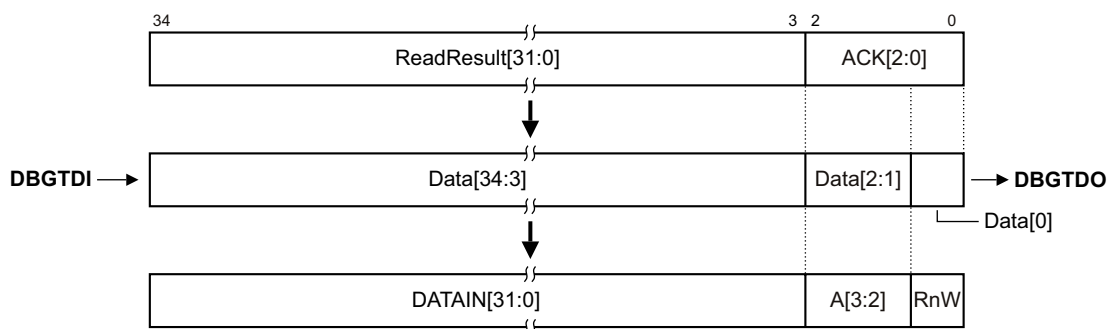 34 3 2 0
ReadResult[31:0] ACK[2:0]
DBGTDI Data[34:3] Data[2:1] DBGTDO
Data[0]
DATAIN[31:0] A[3:2] RnW